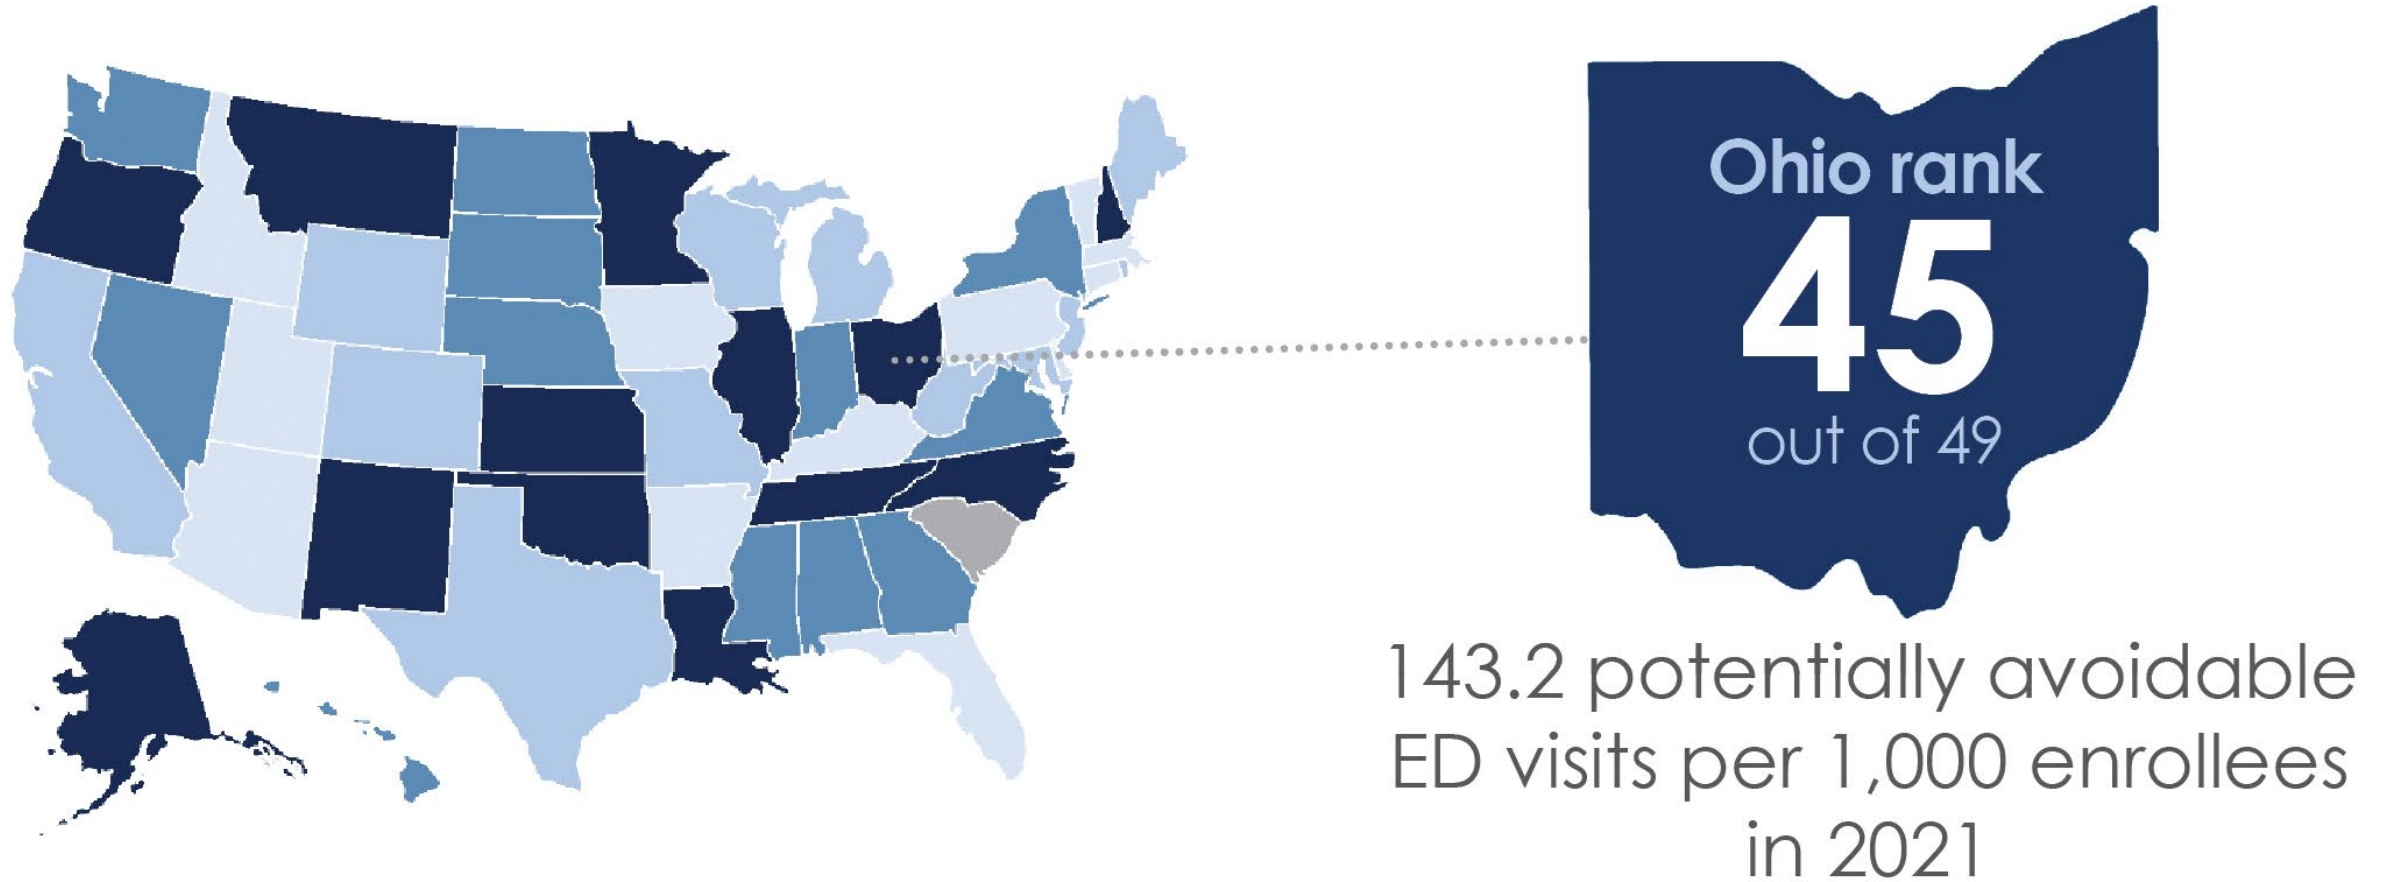 Ohio rank
45
out of 49
143.2 potentially avoidable
ED visits per 1,000 enrollees
in 2021